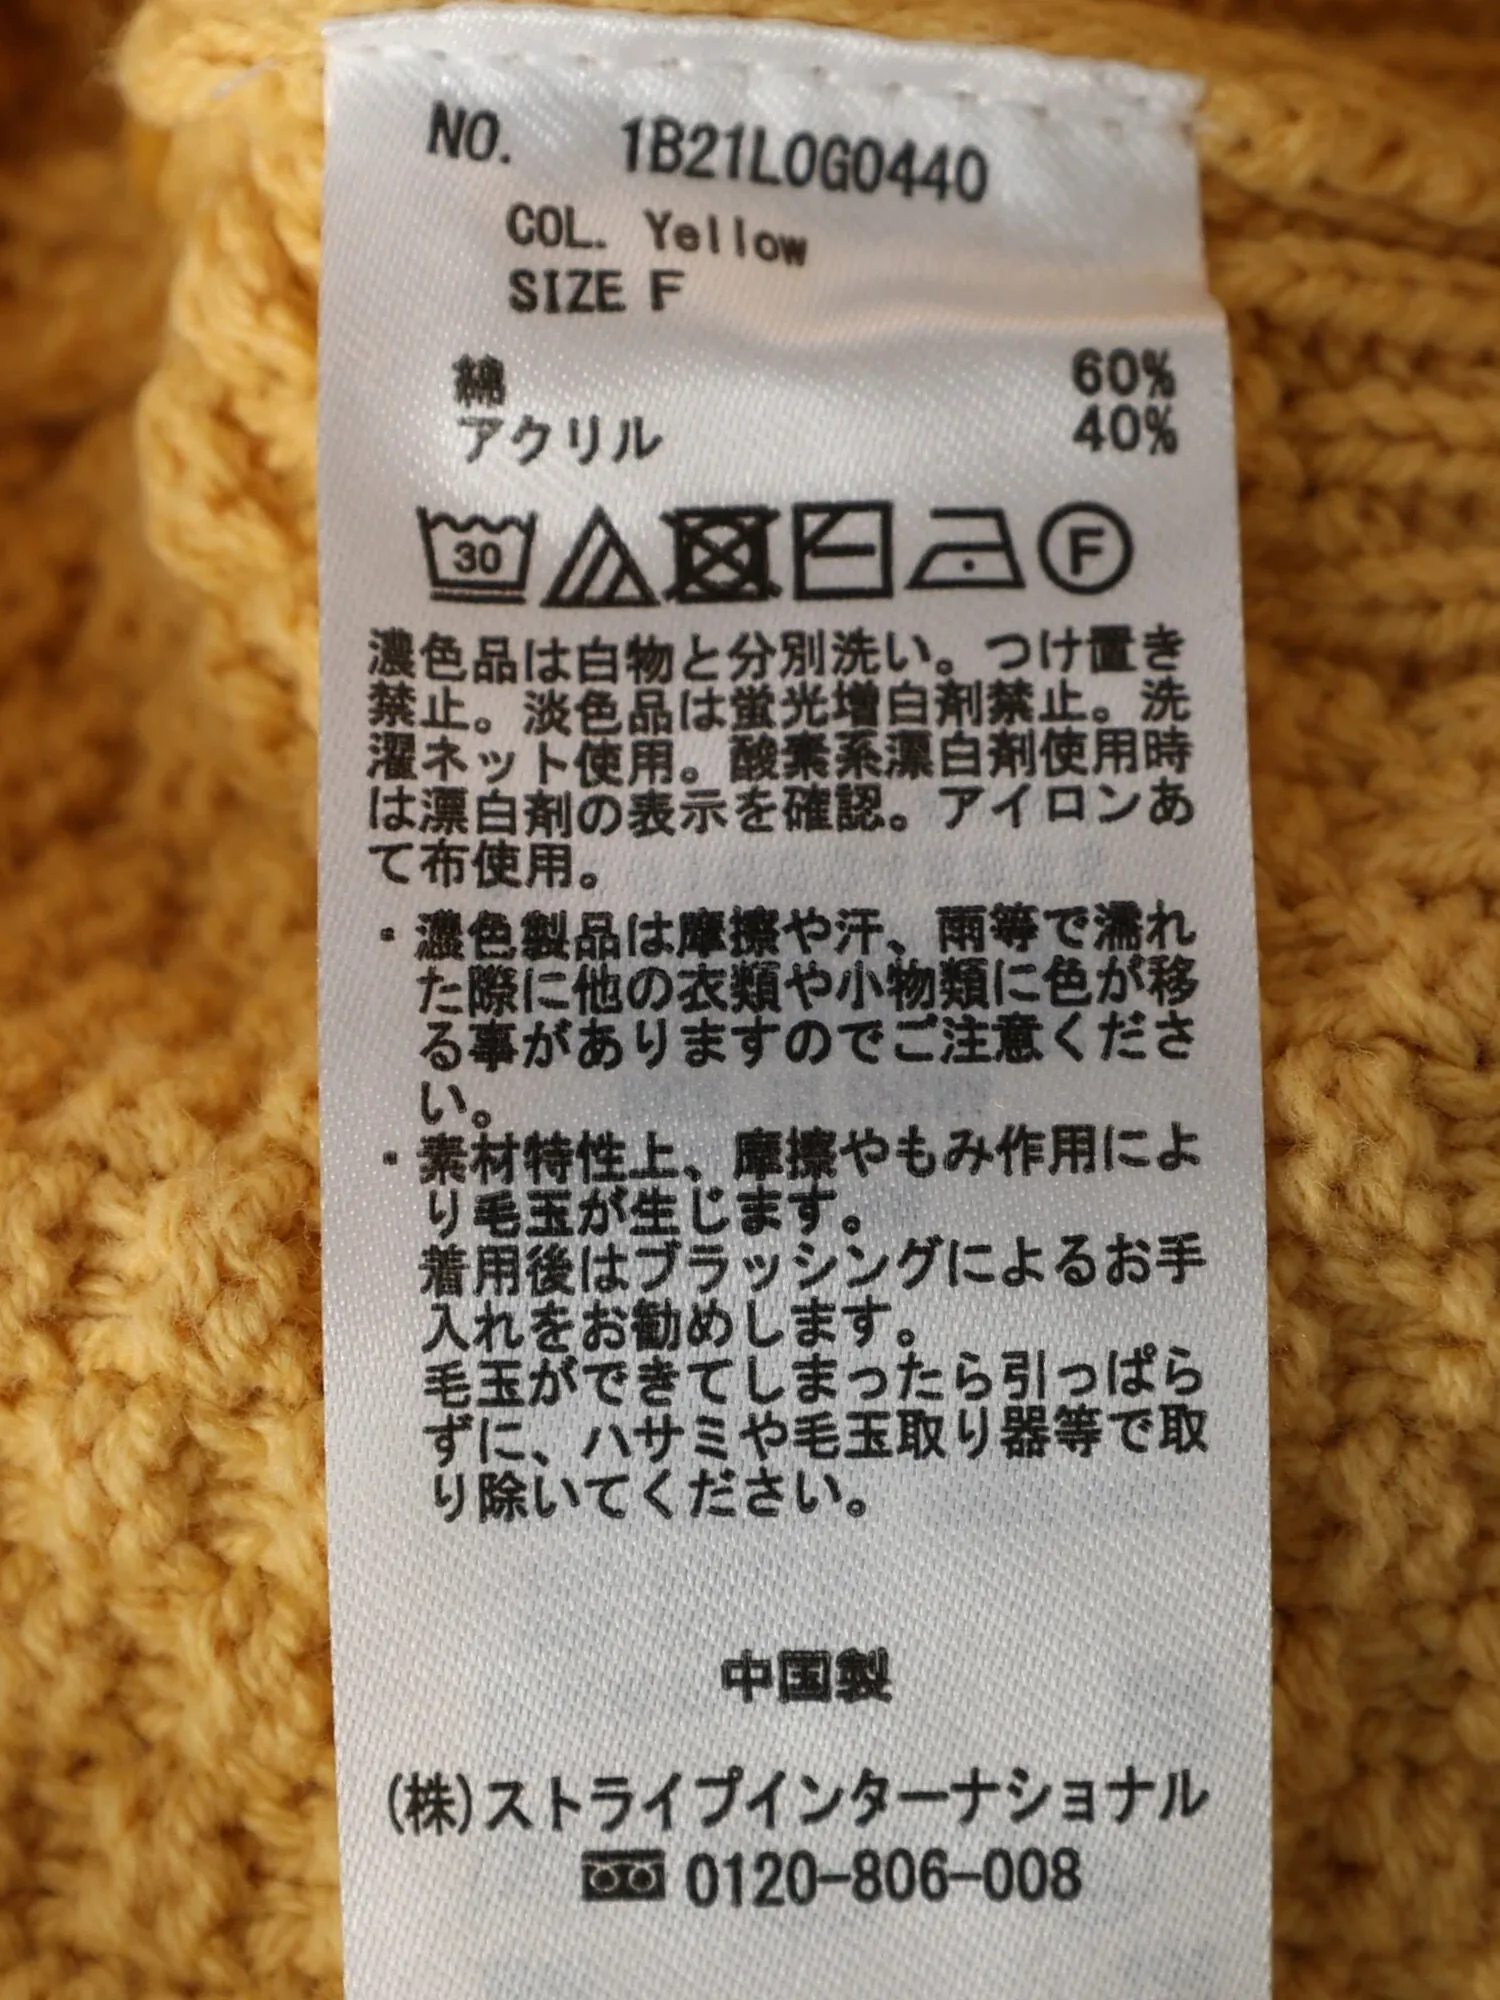 NO. 1B21L0G0440
COL. Yellow
SIZE F
綿 60%
アクリル 40%
30
F
濃色品は白物と分別洗い。つけ置き
禁止。淡色品は蛍光増白剤禁止。洗
濯ネット使用。酸素系漂白剤使用時
は漂白剤の表示を確認。アイロンあ
て布使用。
・濃色製品は摩擦や汗、雨等で濡れ
た際に他の衣類や小物類に色が移
る事がありますのでご注意くださ
い。
・素材特性上、摩擦やもみ作用によ
り毛玉が生じます。
着用後はブラッシングによるお手
入れをお勧めします。
毛玉ができてしまったら引っぱら
ずに、ハサミや毛玉取り器等で取
り除いてください。
中国製
(株)ストライプインターナショナル
0120-806-008